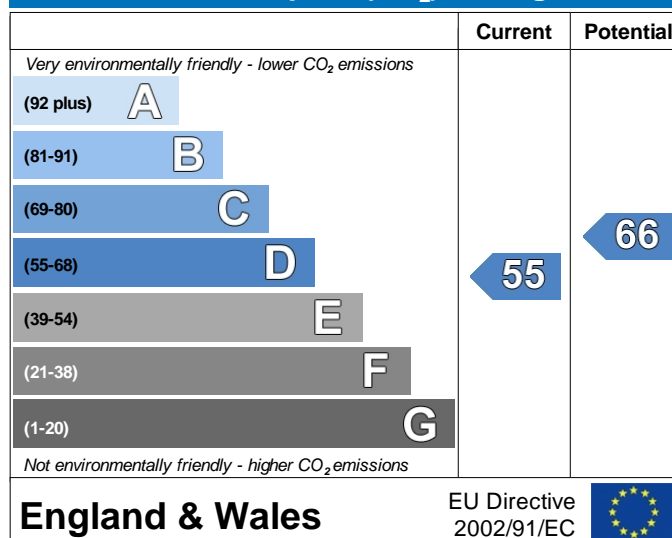 Current Potential
Very environmentally friendly - lower CO₂ emissions
(92 plus) A
(81-91) B
(69-80) C
(55-68) D
(39-54) E
(21-38) F
(1-20) G
55
66
Not environmentally friendly - higher CO₂ emissions
England & Wales
EU Directive
2002/91/EC